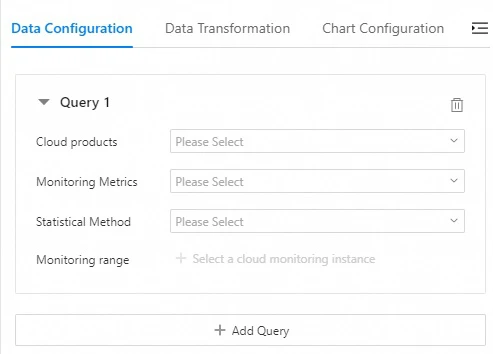 Data Configuration Data Transformation Chart Configuration
Query 1
Cloud products Please Select
Monitoring Metrics Please Select
Statistical Method Please Select
Monitoring range + Select a cloud monitoring instance
+ Add Query